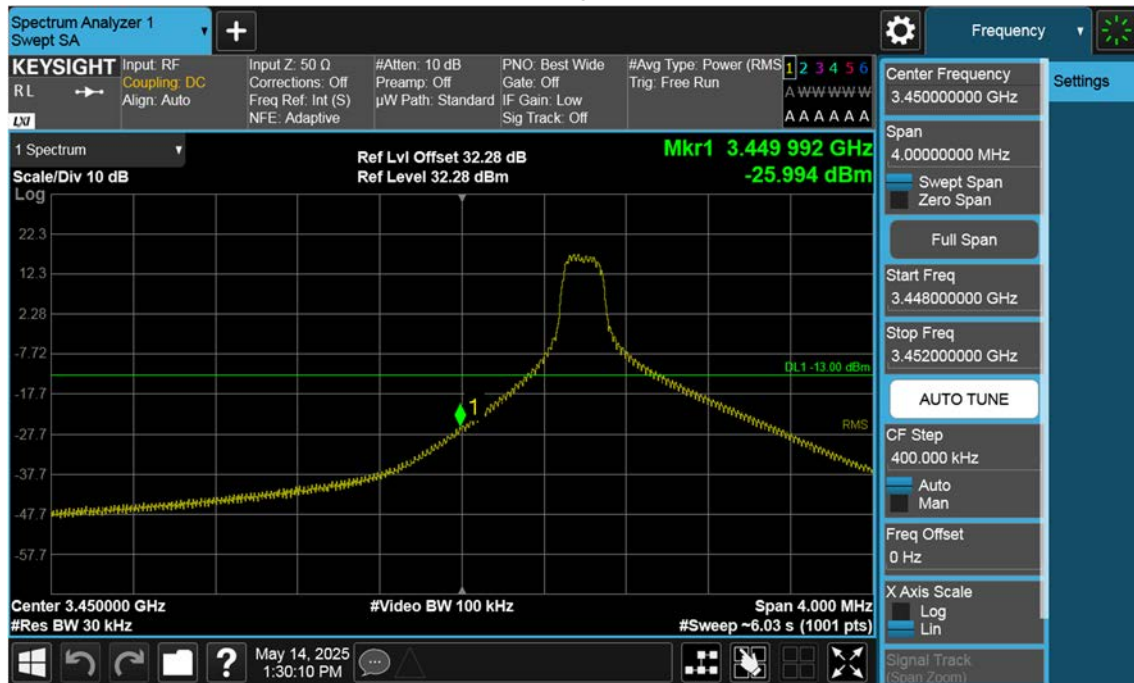 Spectrum Analyzer 1
Swept SA
Frequency
KEYSIGHT
RL
LXI
Input: RF
Coupling: DC
Align: Auto
Input Z: 50 Ω
Corrections: Off
Freq Ref: Int (S)
NFE: Adaptive
#Atten: 10 dB
Preamp: Off
µW Path: Standard
PNO: Best Wide
Gate: Off
IF Gain: Low
Sig Track: Off
#Avg Type: Power (RMS
Trig: Free Run
1 2 3 4 5 6
A W W W W W
A A A A A A
1 Spectrum
Scale/Div 10 dB
Ref Lvl Offset 32.28 dB
Ref Level 32.28 dBm
Mkr1 3.449 992 GHz
-25.994 dBm
Log
22.3
12.3
2.28
-7.72
-17.7
-27.7
-37.7
-47.7
-57.7
DL1 -13.00 dBm
1
RMS
Center 3.450000 GHz
#Res BW 30 kHz
#Video BW 100 kHz
Span 4.000 MHz
#Sweep ~6.03 s (1001 pts)
Center Frequency
3.450000000 GHz
Settings
Span
4.00000000 MHz
Swept Span
Zero Span
Full Span
Start Freq
3.448000000 GHz
Stop Freq
3.452000000 GHz
AUTO TUNE
CF Step
400.000 kHz
Auto
Man
Freq Offset
0 Hz
X Axis Scale
Log
Lin
Signal Track
(Span Zoom)
?
May 14, 2025
1:30:10 PM